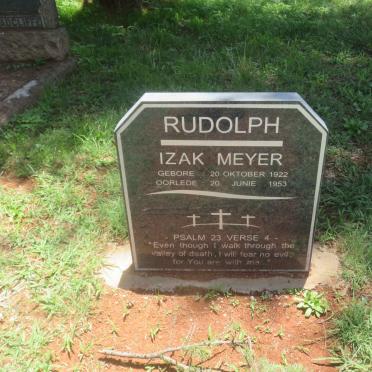 RUDOLPH
IZAK MEYER
GEBORE 20 OKTOBER 1922
OORLEDE 20 JUNIE 1953
- PSALM 23 VERSE 4 -
"Even though I walk through the
valley of death, I will fear no evil,
for You are with me..."